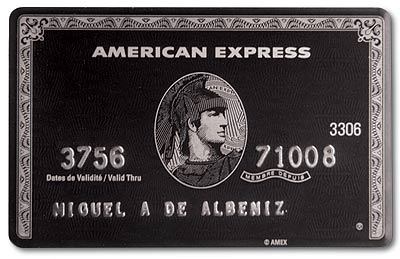 AMERICAN EXPRESS
3306
3756 71008
Dates de Validité / Valid Thru MEMBRE DEPUIS
MIGUEL A DE ALBENIZ
®
© AMEX